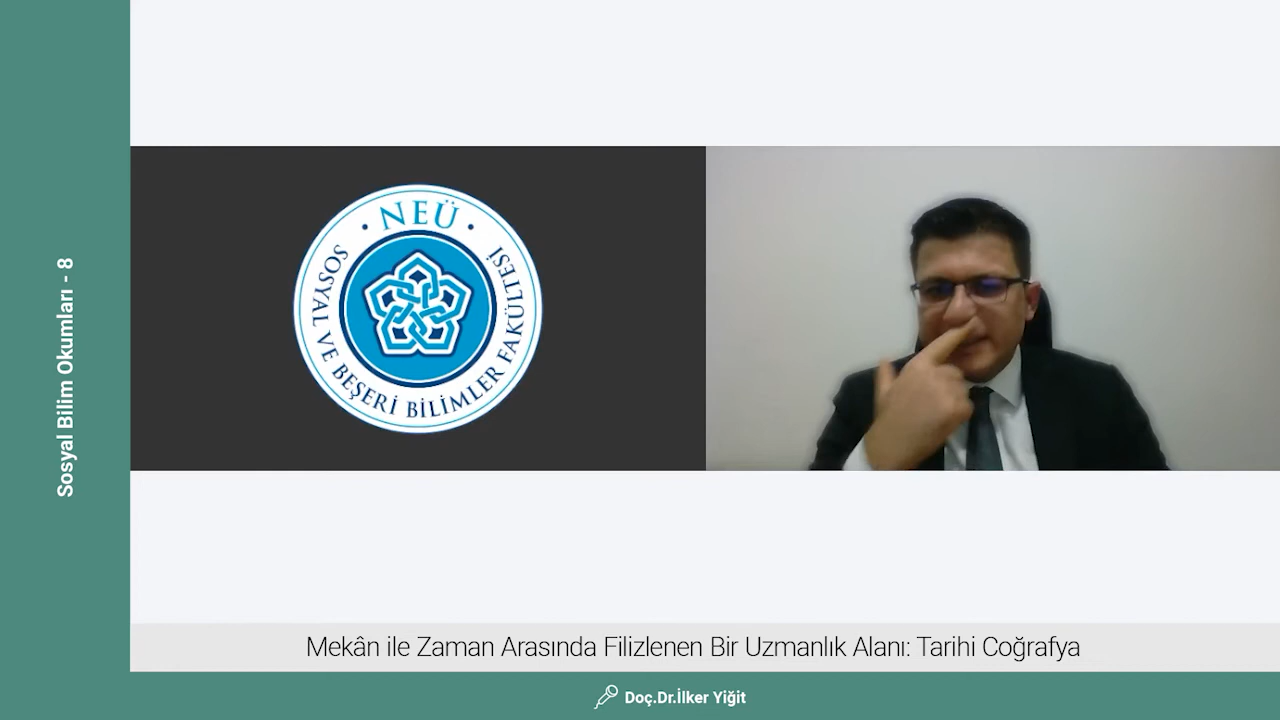 Sosyal Bilim Okumları - 8
NEÜ
SOSYAL VE BEŞERİ BİLİMLER FAKÜLTESİ
Mekân ile Zaman Arasında Filizlenen Bir Uzmanlık Alanı: Tarihi Coğrafya
Doç.Dr.İlker Yiğit